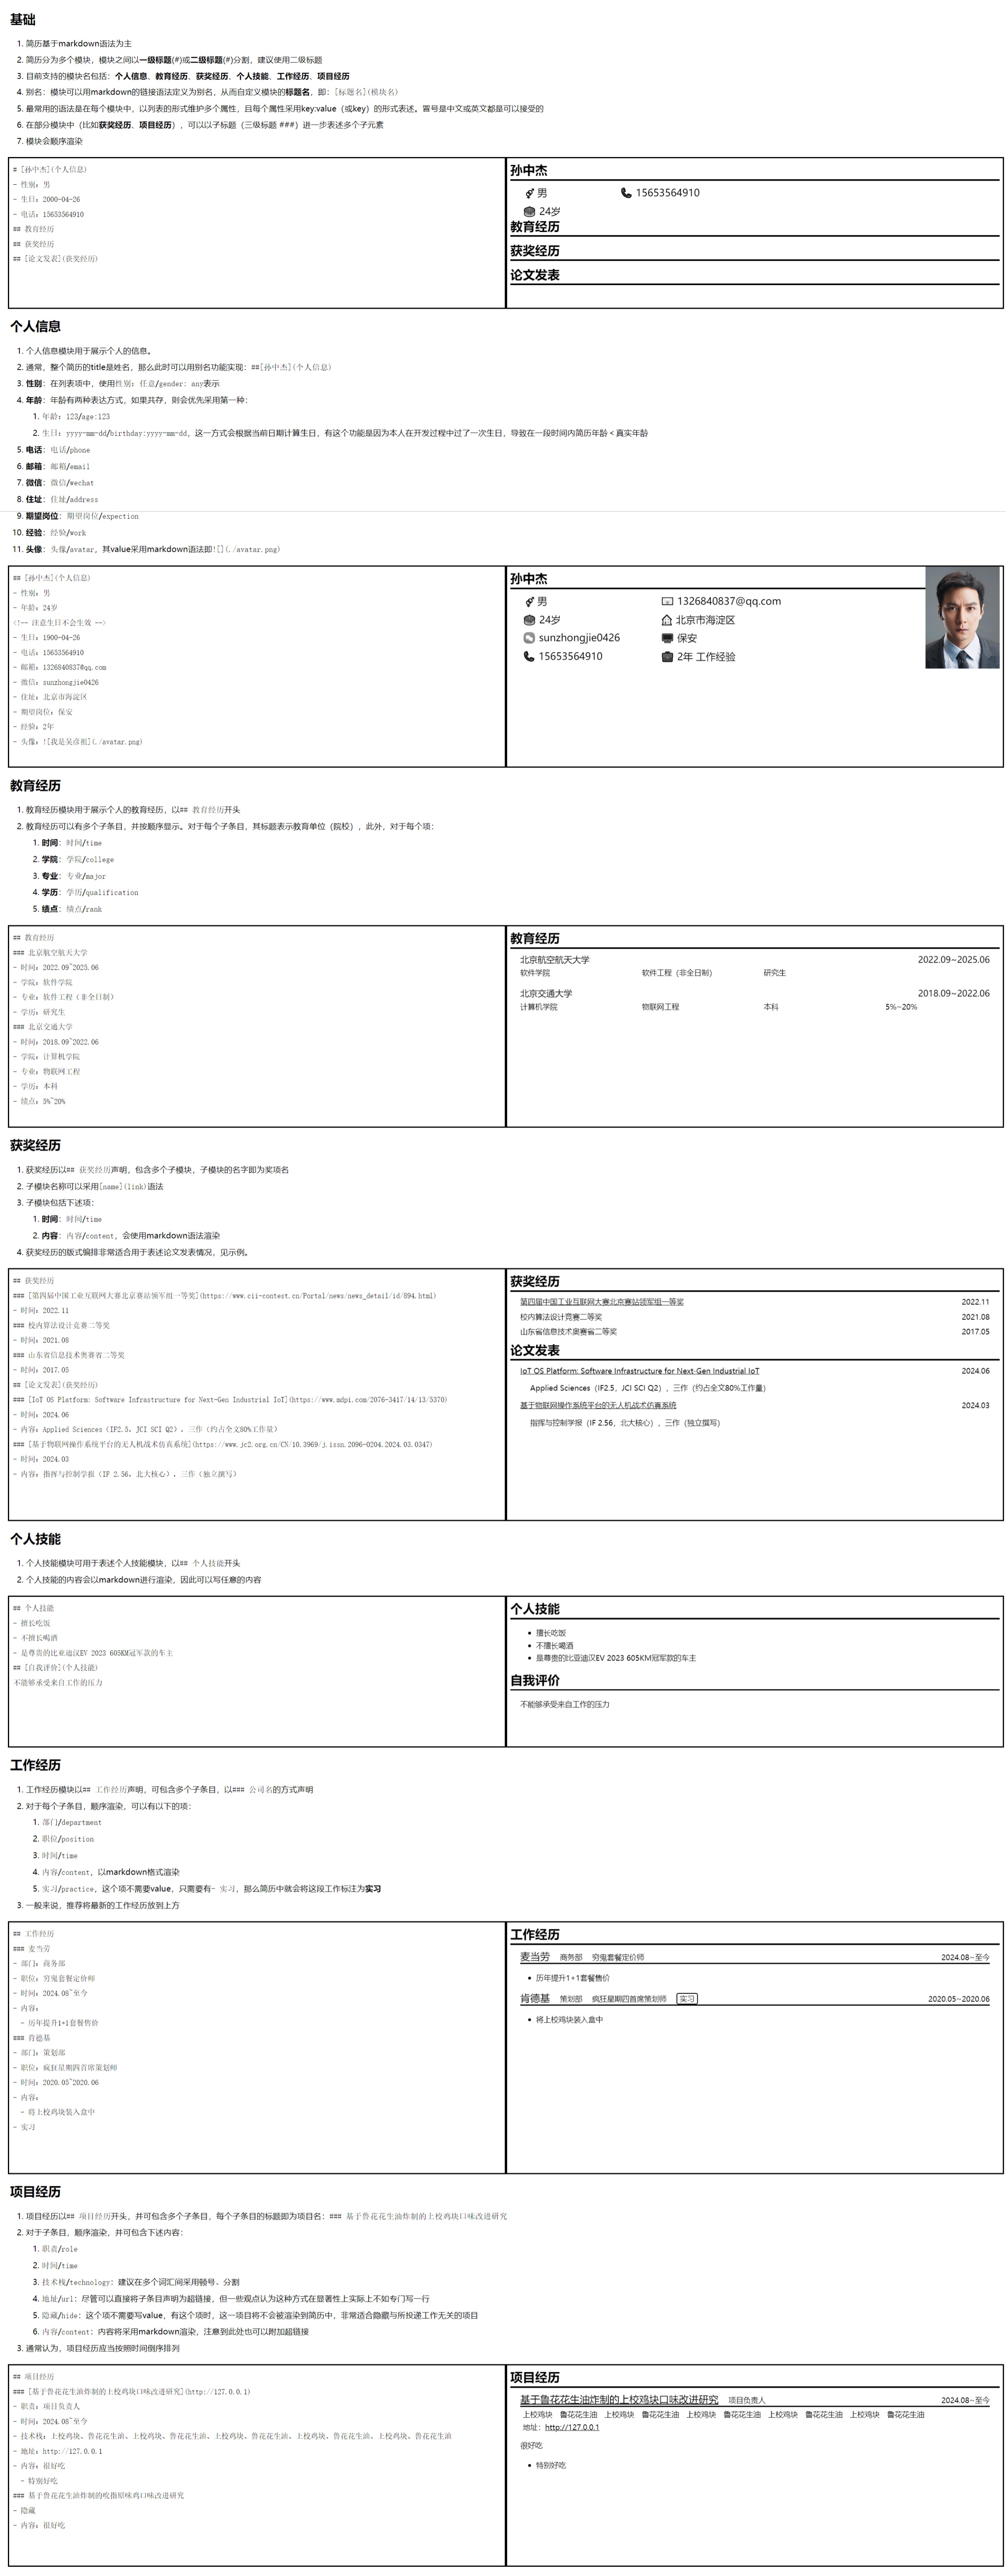 基础
1. 简历基于markdown语法为主
2. 简历分为多个模块，模块之间以一级标题(#)或二级标题(#)分割，建议使用二级标题
3. 目前支持的模块名包括：个人信息、教育经历、获奖经历、个人技能、工作经历、项目经历
4. 别名：模块可以用markdown的链接语法定义为别名，从而自定义模块的标题名，即：[标题名](模块名)
5. 最常用的语法是在每个模块中，以列表的形式维护多个属性，且每个属性采用key:value（或key）的形式表述。冒号是中文或英文都是可以接受的
6. 在部分模块中（比如获奖经历、项目经历），可以以子标题（三级标题 ###）进一步表述多个子元素
7. 模块会顺序渲染
# [孙中杰](个人信息)
- 性别：男
- 生日：2000-04-26
- 电话：15653564910
## 教育经历
## 获奖经历
## [论文发表](获奖经历)
孙中杰
男
15653564910
24岁
教育经历
获奖经历
论文发表
个人信息
1. 个人信息模块用于展示个人的信息。
2. 通常，整个简历的title是姓名，那么此时可以用别名功能实现：##[孙中杰](个人信息)
3. 性别：在列表项中，使用性别：任意/gender: any表示
4. 年龄：年龄有两种表达方式，如果共存，则会优先采用第一种：
1. 年龄：123/age:123
2. 生日：yyyy-mm-dd/birthday:yyyy-mm-dd，这一方式会根据当前日期计算生日，有这个功能是因为本人在开发过程中过了一次生日，导致在一段时间内简历年龄 < 真实年龄
5. 电话：电话/phone
6. 邮箱：邮箱/email
7. 微信：微信/wechat
8. 住址：住址/address
9. 期望岗位：期望岗位/expection
10. 经验：经验/work
11. 头像：头像/avatar，其value采用markdown语法即![](./avatar.png)
## [孙中杰](个人信息)
- 性别：男
- 年龄：24岁
<!-- 注意生日不会生效 -->
- 生日：1900-04-26
- 电话：15653564910
- 邮箱：1326840837@qq.com
- 微信：sunzhongjie0426
- 住址：北京市海淀区
- 期望岗位：保安
- 经验：2年
- 头像：![我是吴彦祖](./avatar.png)
孙中杰
男
1326840837@qq.com
24岁
北京市海淀区
sunzhongjie0426
保安
15653564910
2年 工作经验
教育经历
1. 教育经历模块用于展示个人的教育经历，以## 教育经历开头
2. 教育经历可以有多个子条目，并按顺序显示。对于每个子条目，其标题表示教育单位（院校），此外，对于每个项：
1. 时间：时间/time
2. 学院：学院/college
3. 专业：专业/major
4. 学历：学历/qualification
5. 绩点：绩点/rank
## 教育经历
### 北京航空航天大学
- 时间：2022.09~2025.06
- 学院：软件学院
- 专业：软件工程（非全日制）
- 学历：研究生
### 北京交通大学
- 时间：2018.09~2022.06
- 学院：计算机学院
- 专业：物联网工程
- 学历：本科
- 绩点：5%~20%
教育经历
北京航空航天大学 2022.09~2025.06
软件学院 软件工程（非全日制） 研究生
北京交通大学 2018.09~2022.06
计算机学院 物联网工程 本科 5%~20%
获奖经历
1. 获奖经历以## 获奖经历声明，包含多个子模块，子模块的名字即为奖项名
2. 子模块名称可以采用[name](link)语法
3. 子模块包括下述项：
1. 时间：时间/time
2. 内容：内容/content，会使用markdown语法渲染
4. 获奖经历的版式编排非常适合用于表述论文发表情况，见示例。
## 获奖经历
### [第四届中国工业互联网大赛北京赛站领军组一等奖](https://www.cii-contest.cn/Portal/news/news_detail/id/894.html)
- 时间：2022.11
### 校内算法设计竞赛二等奖
- 时间：2021.08
### 山东省信息技术奥赛省二等奖
- 时间：2017.05
## [论文发表](获奖经历)
### [IoT OS Platform: Software Infrastructure for Next-Gen Industrial IoT](https://www.mdpi.com/2076-3417/14/13/5370)
- 时间：2024.06
- 内容：Applied Sciences（IF2.5，JCI SCI Q2），三作（约占全文80%工作量）
### [基于物联网操作系统平台的无人机战术仿真系统](https://www.jc2.org.cn/CN/10.3969/j.issn.2096-0204.2024.03.0347)
- 时间：2024.03
- 内容：指挥与控制学报（IF 2.56，北大核心），三作（独立撰写）
获奖经历
第四届中国工业互联网大赛北京赛站领军组一等奖 2022.11
校内算法设计竞赛二等奖 2021.08
山东省信息技术奥赛省二等奖 2017.05
论文发表
IoT OS Platform: Software Infrastructure for Next-Gen Industrial IoT 2024.06
Applied Sciences（IF2.5，JCI SCI Q2），三作（约占全文80%工作量）
基于物联网操作系统平台的无人机战术仿真系统 2024.03
指挥与控制学报（IF 2.56，北大核心），三作（独立撰写）
个人技能
1. 个人技能模块可用于表述个人技能模块，以## 个人技能开头
2. 个人技能的内容会以markdown进行渲染，因此可以写任意的内容
## 个人技能
- 擅长吃饭
- 不擅长喝酒
- 是尊贵的比亚迪汉EV 2023 605KM冠军款的车主
## [自我评价](个人技能)
不能够承受来自工作的压力
个人技能
• 擅长吃饭
• 不擅长喝酒
• 是尊贵的比亚迪汉EV 2023 605KM冠军款的车主
自我评价
不能够承受来自工作的压力
工作经历
1. 工作经历模块以## 工作经历声明，可包含多个子条目，以### 公司名的方式声明
2. 对于每个子条目，顺序渲染，可以有以下的项：
1. 部门/department
2. 职位/position
3. 时间/time
4. 内容/content，以markdown格式渲染
5. 实习/practice，这个项不需要value，只需要有- 实习，那么简历中就会将这段工作标注为实习
3. 一般来说，推荐将最新的工作经历放到上方
## 工作经历
### 麦当劳
- 部门：商务部
- 职位：穷鬼套餐定价师
- 时间：2024.08~至今
- 内容：
- 历年提升1+1套餐售价
### 肯德基
- 部门：策划部
- 职位：疯狂星期四首席策划师
- 时间：2020.05~2020.06
- 内容：
- 将上校鸡块装入盒中
- 实习
工作经历
麦当劳 商务部 穷鬼套餐定价师 2024.08~至今
• 历年提升1+1套餐售价
肯德基 策划部 疯狂星期四首席策划师 实习 2020.05~2020.06
• 将上校鸡块装入盒中
项目经历
1. 项目经历以## 项目经历开头，并可包含多个子条目，每个子条目的标题即为项目名：### 基于鲁花花生油炸制的上校鸡块口味改进研究
2. 对于子条目，顺序渲染，并可包含下述内容：
1. 职责/role
2. 时间/time
3. 技术栈/technology：建议在多个词汇间采用顿号、分割
4. 地址/url：尽管可以直接将子条目声明为超链接，但一些观点认为这种方式在显著性上实际上不如专门写一行
5. 隐藏/hide：这个项不需要写value，有这个项时，这一项目将不会被渲染到简历中，非常适合隐藏与所投递工作无关的项目
6. 内容/content：内容将采用markdown渲染，注意到此处也可以附加超链接
3. 通常认为，项目经历应当按照时间倒序排列
## 项目经历
### [基于鲁花花生油炸制的上校鸡块口味改进研究](http://127.0.0.1)
- 职责：项目负责人
- 时间：2024.08~至今
- 技术栈：上校鸡块、鲁花花生油、上校鸡块、鲁花花生油、上校鸡块、鲁花花生油、上校鸡块、鲁花花生油、上校鸡块、鲁花花生油
- 地址：http://127.0.0.1
- 内容：很好吃
- 特别好吃
### 基于鲁花花生油炸制的吮指原味鸡口味改进研究
- 隐藏
- 内容：很好吃
项目经历
基于鲁花花生油炸制的上校鸡块口味改进研究 项目负责人 2024.08~至今
上校鸡块 鲁花花生油 上校鸡块 鲁花花生油 上校鸡块 鲁花花生油 上校鸡块 鲁花花生油 上校鸡块 鲁花花生油
地址：http://127.0.0.1
很好吃
• 特别好吃